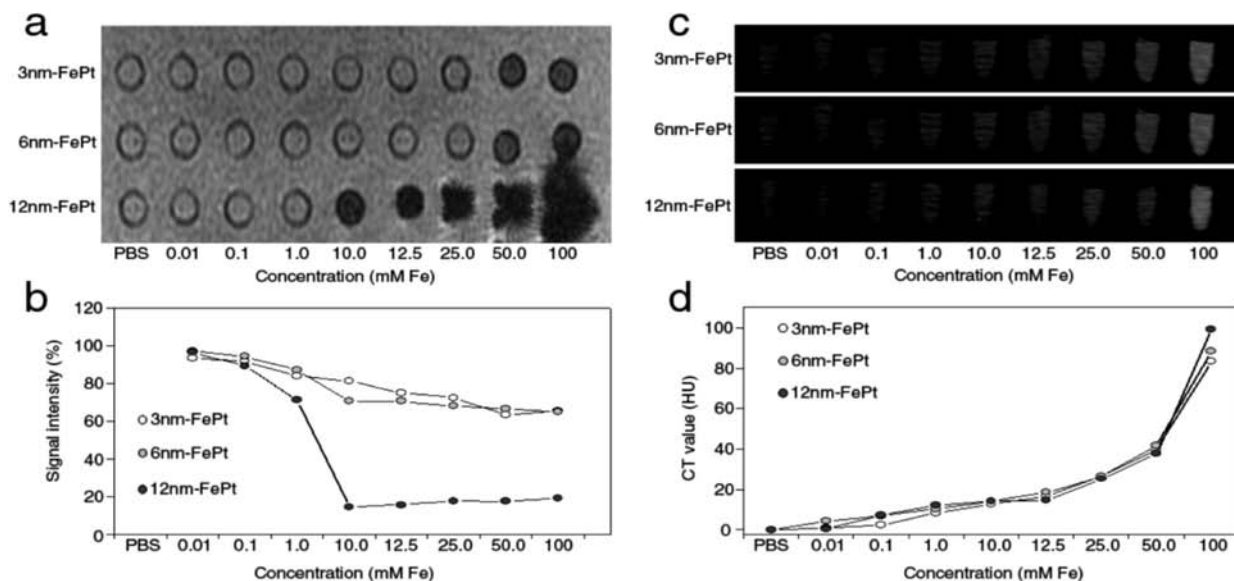 a
3nm-FePt
6nm-FePt
12nm-FePt
PBS 0.01 0.1 1.0 10.0 12.5 25.0 50.0 100
Concentration (mM Fe)
b
120
100
80
60
40
20
0
Signal intensity (%)
3nm-FePt
6nm-FePt
12nm-FePt
PBS 0.01 0.1 1.0 10.0 12.5 25.0 50.0 100
Concentration (mM Fe)
c
3nm-FePt
6nm-FePt
12nm-FePt
PBS 0.01 0.1 1.0 10.0 12.5 25.0 50.0 100
Concentration (mM Fe)
d
100
80
60
40
20
0
CT value (HU)
3nm-FePt
6nm-FePt
12nm-FePt
PBS 0.01 0.1 1.0 10.0 12.5 25.0 50.0 100
Concentration (mM Fe)